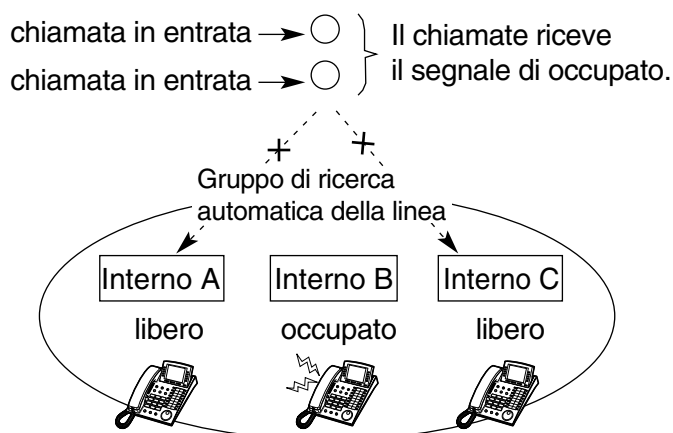 chiamata in entrata
Il chiamate riceve
chiamata in entrata
il segnale di occupato.
Gruppo di ricerca
automatica della linea
Interno A
Interno B
Interno C
libero
occupato
libero